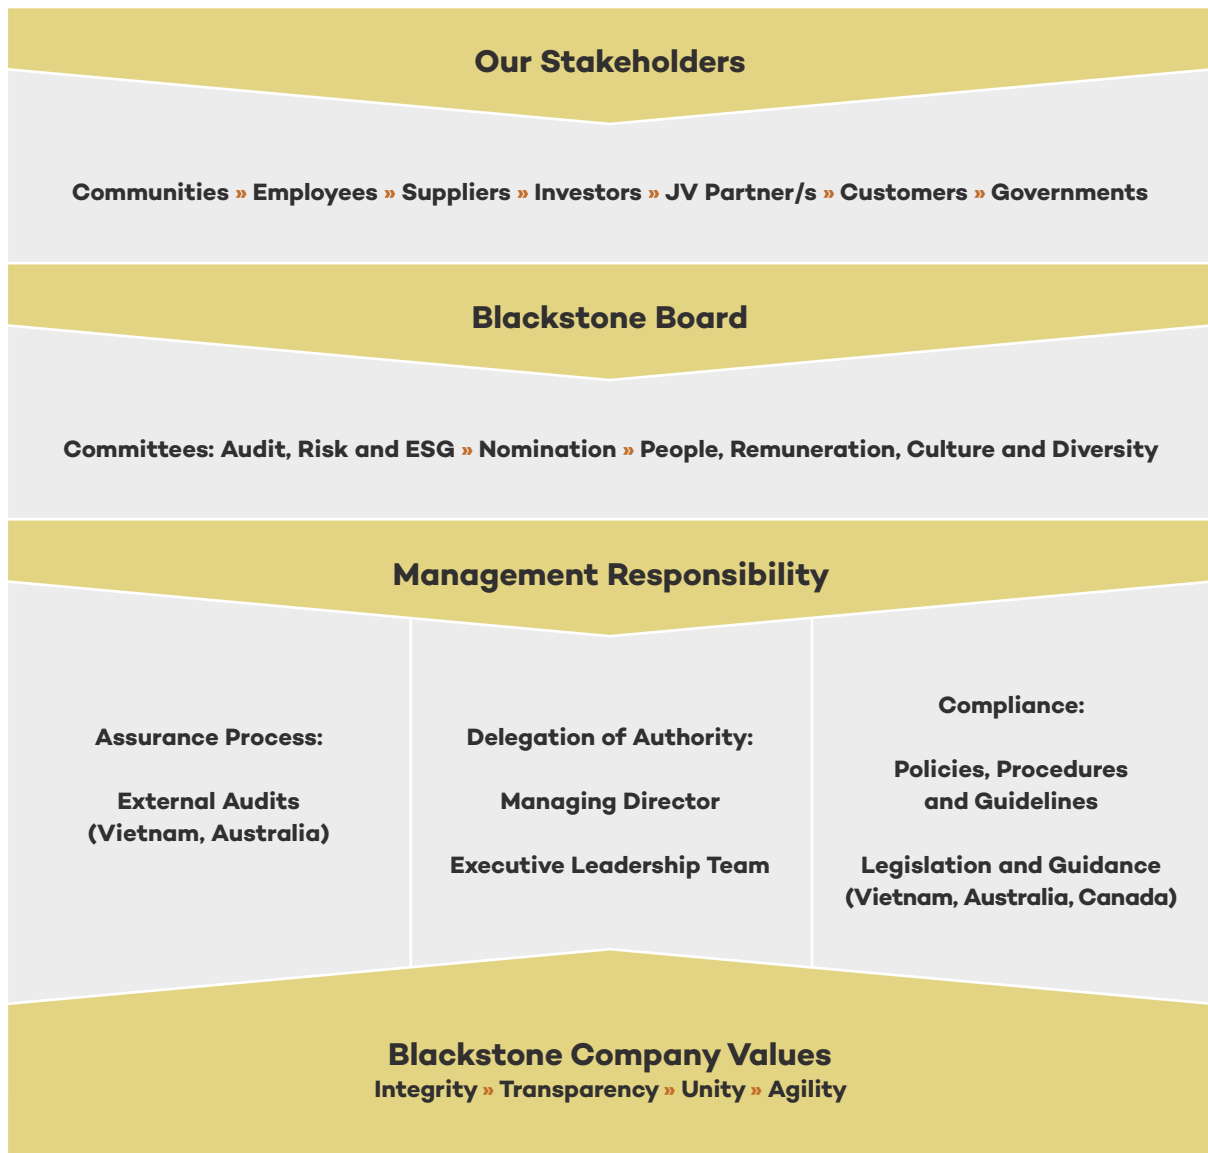 Our Stakeholders
Communities » Employees » Suppliers » Investors » JV Partner/s » Customers » Governments
Blackstone Board
Committees: Audit, Risk and ESG » Nomination » People, Remuneration, Culture and Diversity
Management Responsibility
Assurance Process:
External Audits
(Vietnam, Australia)
Delegation of Authority:
Managing Director
Executive Leadership Team
Compliance:
Policies, Procedures
and Guidelines
Legislation and Guidance
(Vietnam, Australia, Canada)
Blackstone Company Values
Integrity » Transparency » Unity » Agility